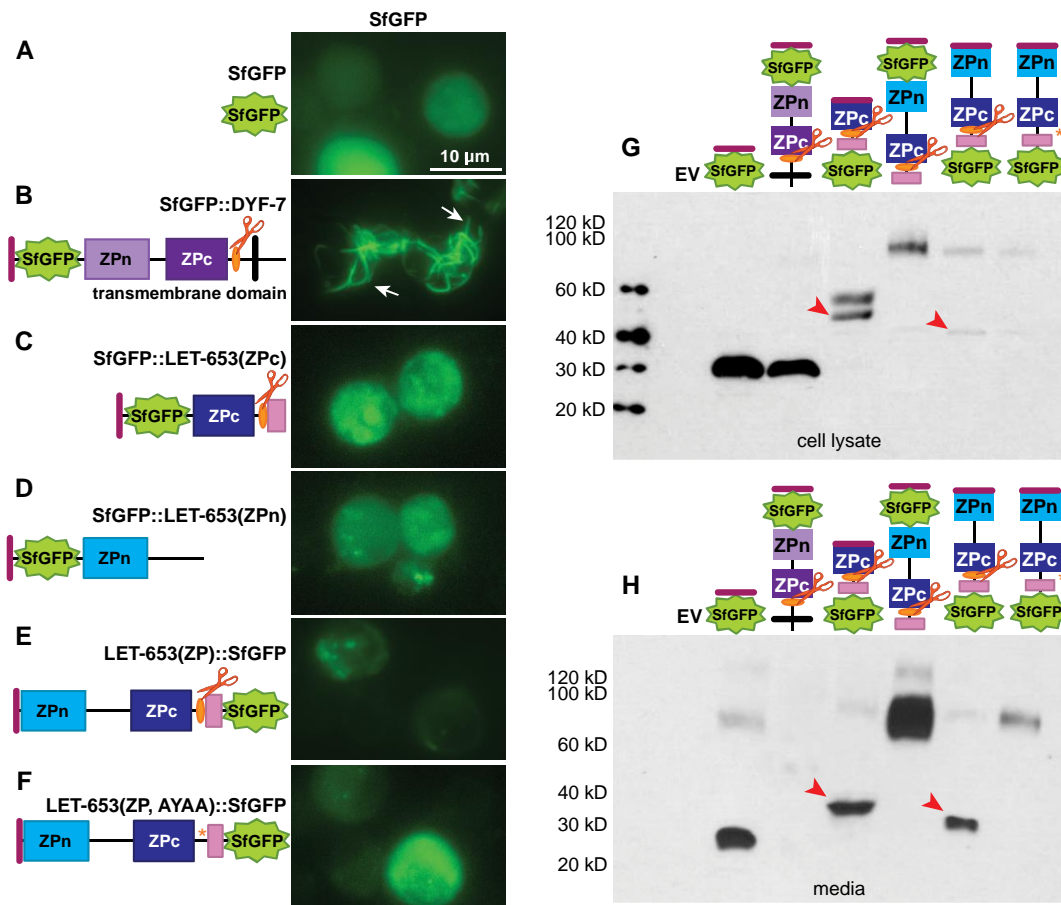 SfGFP
A
SfGFP
SfGFP
10 µm
B
SfGFP::DYF-7
SfGFP ZPn ZPc
transmembrane domain
C
SfGFP::LET-653(ZPc)
SfGFP ZPc
D
SfGFP::LET-653(ZPn)
SfGFP ZPn
E
LET-653(ZP)::SfGFP
ZPn ZPc SfGFP
F
LET-653(ZP, AYAA)::SfGFP
ZPn ZPc * SfGFP
G
SfGFP SfGFP ZPn ZPn
ZPn ZPc ZPn
ZPc ZPc ZPc ZPc *
EV SfGFP SfGFP SfGFP SfGFP
120 kD
100 kD
60 kD
40 kD
30 kD
20 kD
cell lysate
H
SfGFP SfGFP ZPn ZPn
ZPn ZPc ZPn
ZPc ZPc ZPc ZPc *
EV SfGFP SfGFP SfGFP SfGFP
120 kD
100 kD
60 kD
40 kD
30 kD
20 kD
media